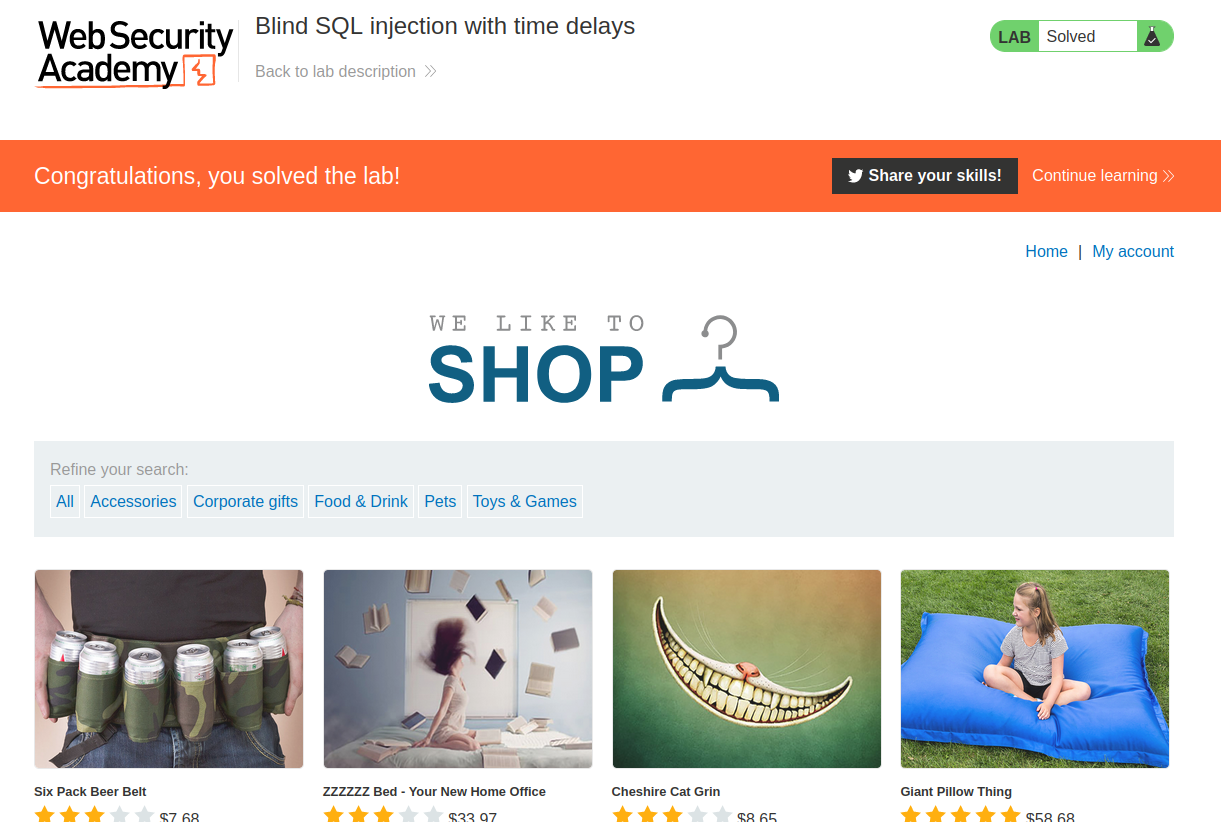 Web Security
Academy
Blind SQL injection with time delays
Back to lab description
LAB Solved
Congratulations, you solved the lab!
Share your skills!
Continue learning
Home | My account
WE LIKE TO
SHOP
Refine your search:
All Accessories Corporate gifts Food & Drink Pets Toys & Games
Six Pack Beer Belt
ZZZZZZ Bed - Your New Home Office
Cheshire Cat Grin
Giant Pillow Thing
$7.68
$33.97
$8.65
$58.68